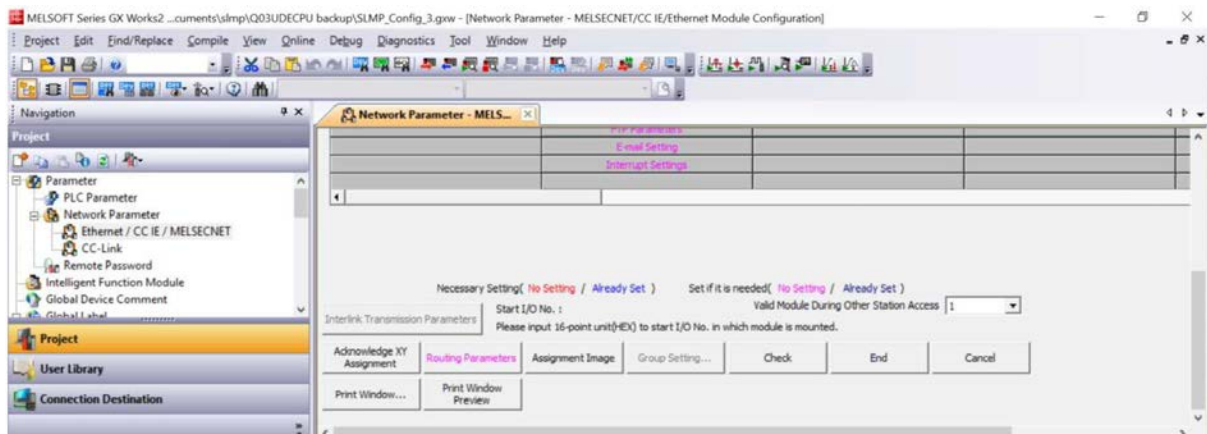 MELSOFT Series GX Works2 ...cuments\slmp\Q03UDECPU backup\SLMP_Config_3.gxw - [Network Parameter - MELSECNET/CC IE/Ethernet Module Configuration]
Project Edit Find/Replace Compile View Online Debug Diagnostics Tool Window Help
Navigation
Network Parameter - MELS...
Project
FTP Parameters
E-mail Setting
Interrupt Settings
Parameter
PLC Parameter
Network Parameter
Ethernet / CC IE / MELSECNET
CC-Link
Remote Password
Intelligent Function Module
Global Device Comment
Global Label
Necessary Setting( No Setting / Already Set ) Set if it is needed( No Setting / Already Set )
Interlink Transmission Parameters
Start I/O No. :
Valid Module During Other Station Access 1
Please input 16-point unit(HEX) to start I/O No. in which module is mounted.
Acknowledge XY Assignment
Routing Parameters
Assignment Image
Group Setting...
Check
End
Cancel
Print Window...
Print Window Preview
Project
User Library
Connection Destination